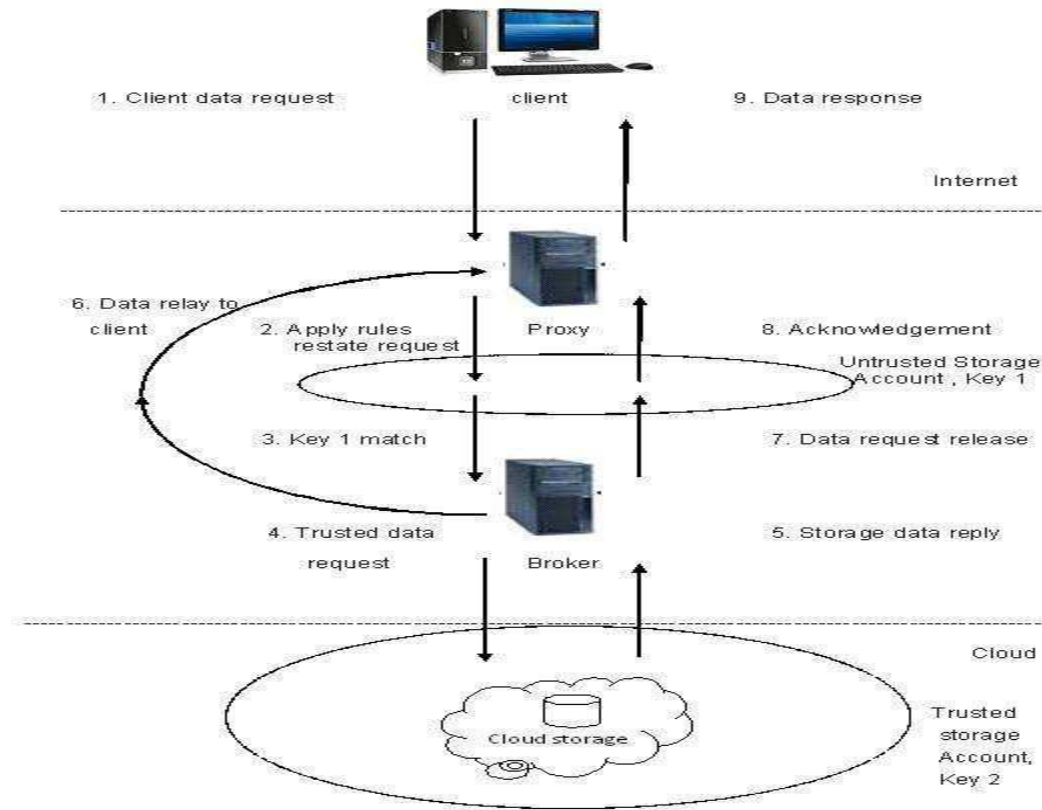 1. Client data request
client
9. Data response
Internet
6. Data relay to
client
2. Apply rules
restate request
Proxy
8. Acknowledgement
Untrusted Storage
Account , Key 1
3. Key 1 match
7. Data request release
4. Trusted data
request
Broker
5. Storage data reply
Cloud
Cloud storage
Trusted
storage
Account,
Key 2